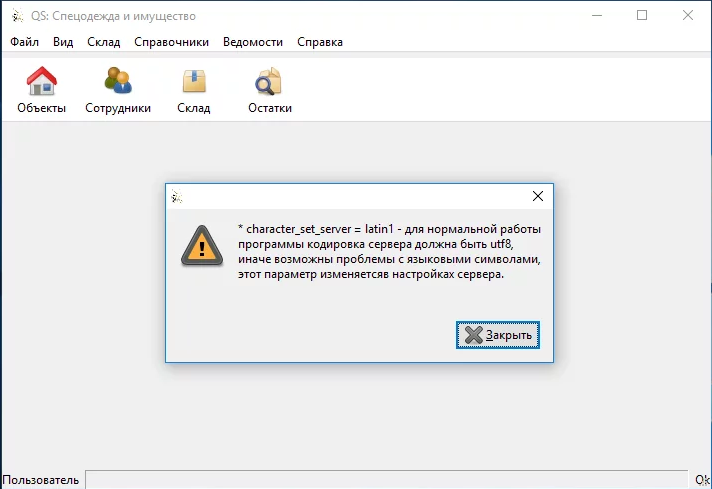 QS: Спецодежда и имущество
Файл Вид Склад Справочники Ведомости Справка
Объекты Сотрудники Склад Остатки
* character_set_server = latin1 - для нормальной работы
программы кодировка сервера должна быть utf8,
иначе возможны проблемы с языковыми символами,
этот параметр изменяетсяв настройках сервера.
Закрыть
Пользователь Ok